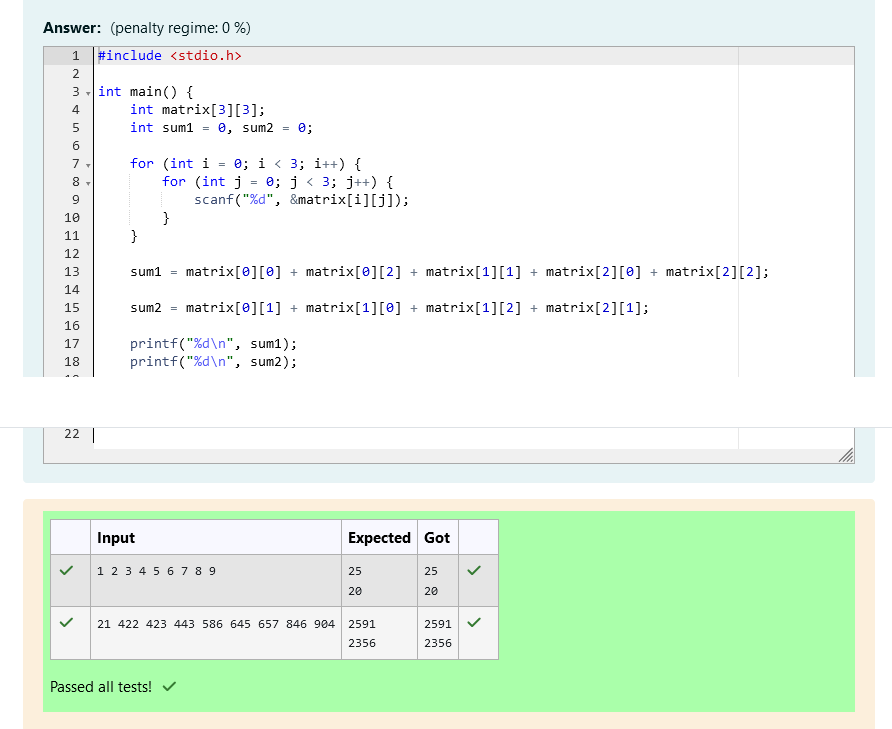 Answer: (penalty regime: 0 %)
1 #include <stdio.h>
2
3 int main() {
4 int matrix[3][3];
5 int sum1 = 0, sum2 = 0;
6
7 for (int i = 0; i < 3; i++) {
8 for (int j = 0; j < 3; j++) {
9 scanf("%d", &matrix[i][j]);
10 }
11 }
12
13 sum1 = matrix[0][0] + matrix[0][2] + matrix[1][1] + matrix[2][0] + matrix[2][2];
14
15 sum2 = matrix[0][1] + matrix[1][0] + matrix[1][2] + matrix[2][1];
16
17 printf("%d\n", sum1);
18 printf("%d\n", sum2);
22
Input Expected Got
1 2 3 4 5 6 7 8 9 25 25
20 20
21 422 423 443 586 645 657 846 904 2591 2591
2356 2356
Passed all tests!